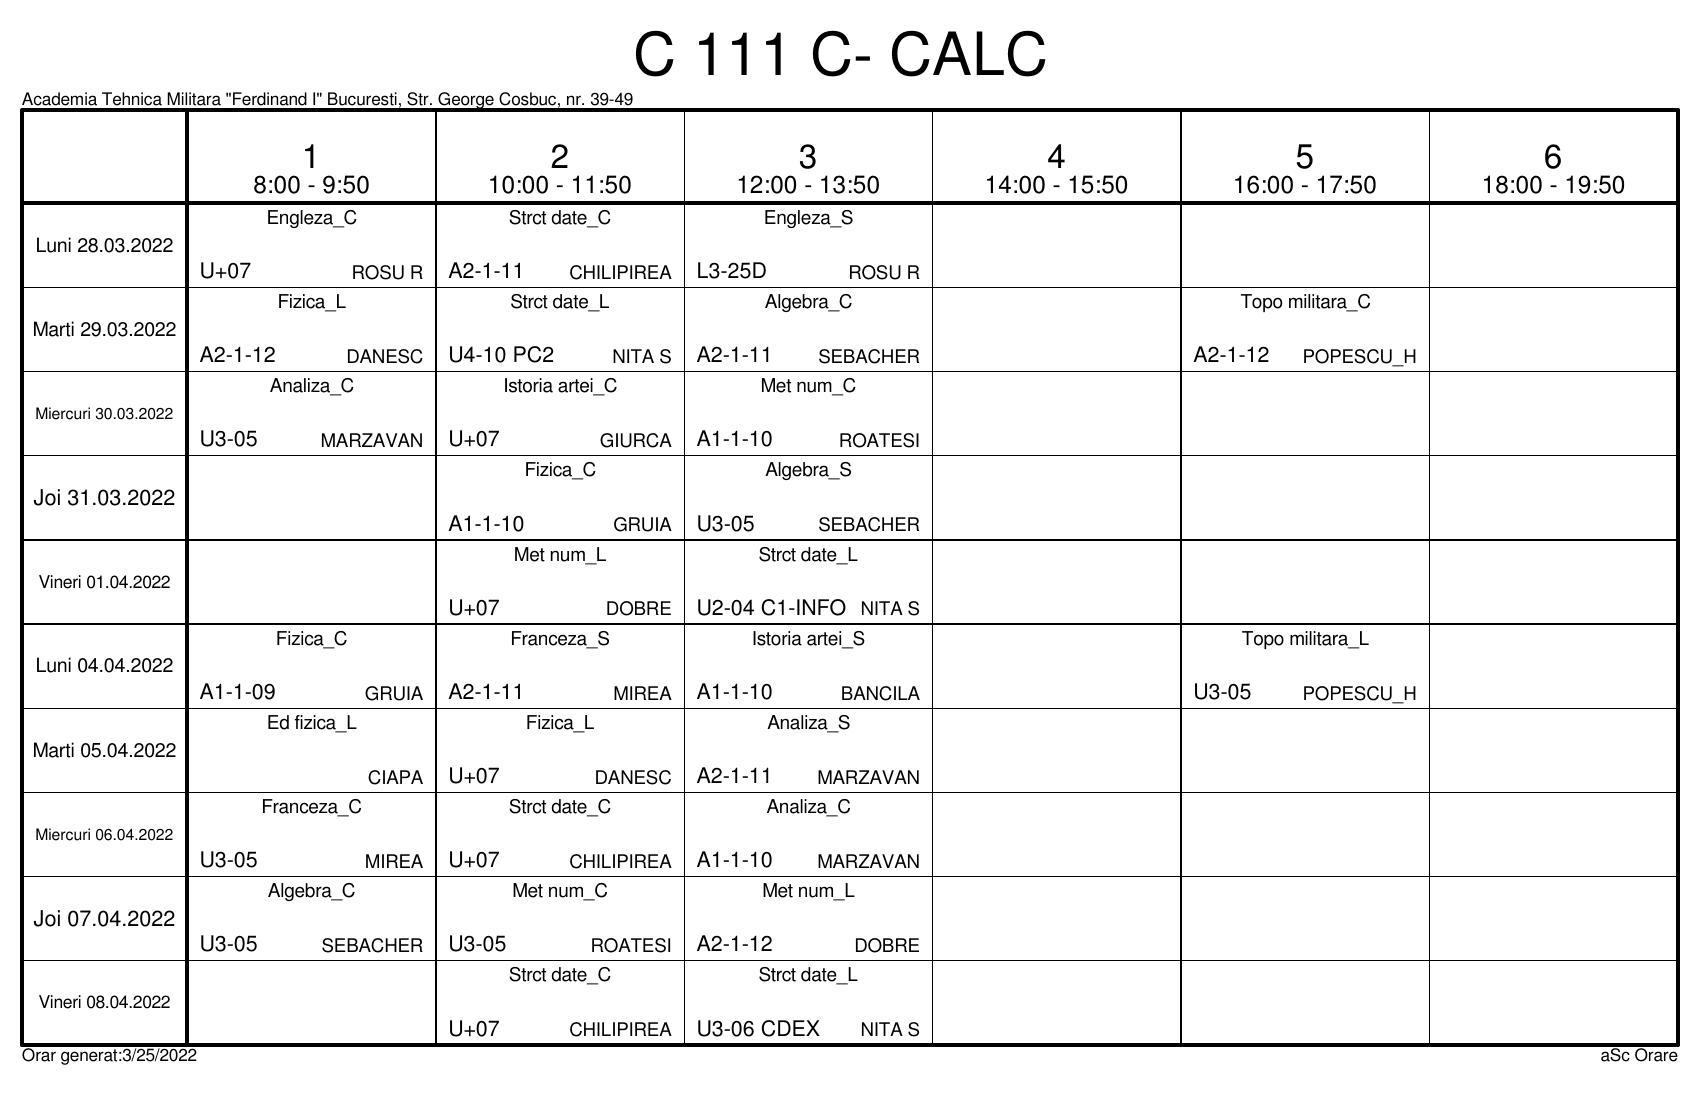 C 111 C- CALC
Academia Tehnica Militara "Ferdinand I" Bucuresti, Str. George Cosbuc, nr. 39-49
1 2 3 4 5 6
8:00 - 9:50 10:00 - 11:50 12:00 - 13:50 14:00 - 15:50 16:00 - 17:50 18:00 - 19:50
Engleza_C Strct date_C Engleza_S
Luni 28.03.2022
U+07 ROSU R A2-1-11 CHILIPIREA L3-25D ROSU R
Fizica_L Strct date_L Algebra_C Topo militara_C
Marti 29.03.2022
A2-1-12 DANESC U4-10 PC2 NITA S A2-1-11 SEBACHER A2-1-12 POPESCU_H
Analiza_C Istoria artei_C Met num_C
Miercuri 30.03.2022
U3-05 MARZAVAN U+07 GIURCA A1-1-10 ROATESI
Fizica_C Algebra_S
Joi 31.03.2022
A1-1-10 GRUIA U3-05 SEBACHER
Met num_L Strct date_L
Vineri 01.04.2022
U+07 DOBRE U2-04 C1-INFO NITA S
Fizica_C Franceza_S Istoria artei_S Topo militara_L
Luni 04.04.2022
A1-1-09 GRUIA A2-1-11 MIREA A1-1-10 BANCILA U3-05 POPESCU_H
Ed fizica_L Fizica_L Analiza_S
Marti 05.04.2022
CIAPA U+07 DANESC A2-1-11 MARZAVAN
Franceza_C Strct date_C Analiza_C
Miercuri 06.04.2022
U3-05 MIREA U+07 CHILIPIREA A1-1-10 MARZAVAN
Algebra_C Met num_C Met num_L
Joi 07.04.2022
U3-05 SEBACHER U3-05 ROATESI A2-1-12 DOBRE
Strct date_C Strct date_L
Vineri 08.04.2022
U+07 CHILIPIREA U3-06 CDEX NITA S
Orar generat:3/25/2022 aSc Orare